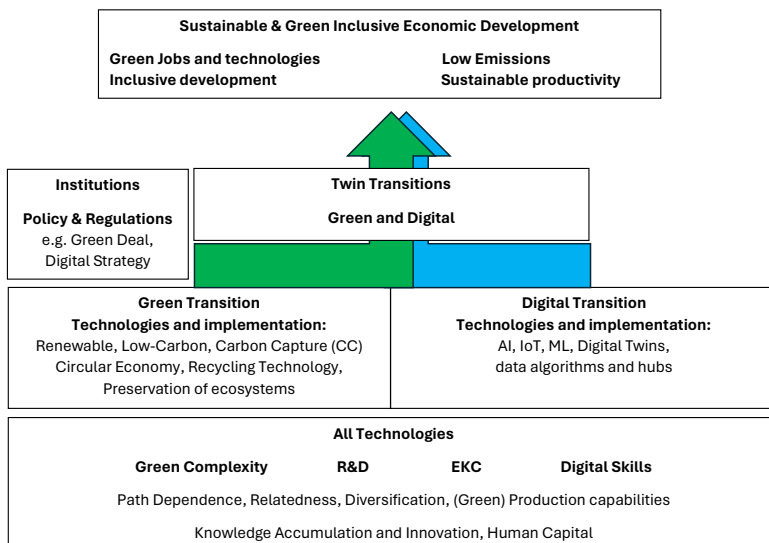 Sustainable & Green Inclusive Economic Development
Green Jobs and technologies Low Emissions
Inclusive development Sustainable productivity
Institutions
Policy & Regulations
e.g. Green Deal,
Digital Strategy
Twin Transitions
Green and Digital
Green Transition
Technologies and implementation:
Renewable, Low-Carbon, Carbon Capture (CC)
Circular Economy, Recycling Technology,
Preservation of ecosystems
Digital Transition
Technologies and implementation:
AI, IoT, ML, Digital Twins,
data algorithms and hubs
All Technologies
Green Complexity R&D EKC Digital Skills
Path Dependence, Relatedness, Diversification, (Green) Production capabilities
Knowledge Accumulation and Innovation, Human Capital